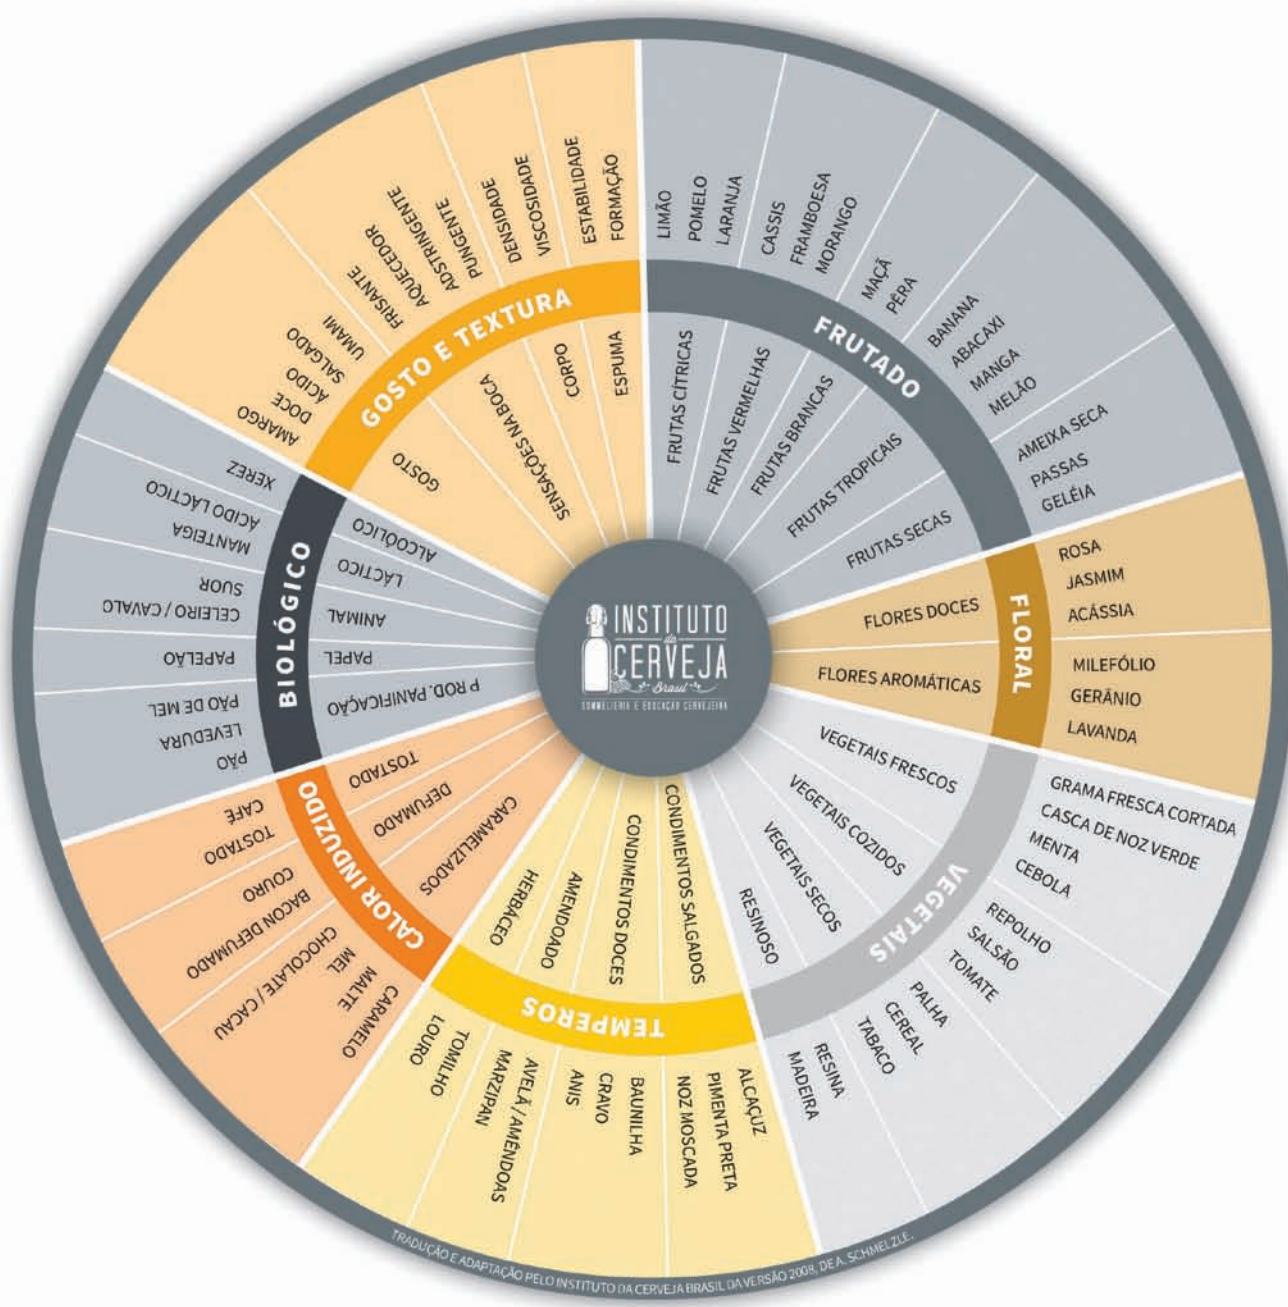 INSTITUTO
da
CERVEJA
Brasil
SOMMELIERIA E EDUCAÇÃO CERVEJEIRA
FRUTADO
FRUTAS CÍTRICAS
LIMÃO
POMELO
LARANJA
FRUTAS VERMELHAS
CASSIS
FRAMBOESA
MORANGO
FRUTAS BRANCAS
MAÇÃ
PÊRA
FRUTAS TROPICAIS
BANANA
ABACAXI
MANGA
MELÃO
FRUTAS SECAS
AMEIXA SECA
PASSAS
GELÉIA
FLORAL
FLORES DOCES
ROSA
JASMIM
ACÁSSIA
FLORES AROMÁTICAS
MILEFÓLIO
GERÂNIO
LAVANDA
VEGETAIS
VEGETAIS FRESCOS
GRAMA FRESCA CORTADA
CASCA DE NOZ VERDE
MENTA
CEBOLA
VEGETAIS COZIDOS
REPOLHO
SALSÃO
TOMATE
VEGETAIS SECOS
PALHA
CEREAL
TABACO
RESINOSO
RESINA
MADEIRA
TEMPEROS
CONDIMENTOS SALGADOS
ALCAÇUZ
PIMENTA PRETA
NOZ MOSCADA
CONDIMENTOS DOCES
BAUNILHA
CRAVO
ANIS
AMENDOADO
AVELÃ / AMÊNDOAS
MARZIPAN
HERBÁCEO
TOMILHO
LOURO
CALOR INDUZIDO
CARAMELIZADOS
CARAMELO
MALTE
MEL
CHOCOLATE / CACAU
DEFUMADO
BACON DEFUMADO
COURO
TOSTADO
TOSTADO
CAFÉ
BIOLÓGICO
P ROD. PANIFICAÇÃO
PÃO
LEVEDURA
PÃO DE MEL
PAPEL
PAPELÃO
ANIMAL
CELEIRO / CAVALO
SUOR
LÁCTICO
MANTEIGA
ACIDO LÁCTICO
ALCOÓLICO
XEREZ
GOSTO E TEXTURA
GOSTO
AMARGO
DOCE
ACIDO
SALGADO
UMAMI
SENSAÇÕES NA BOCA
FRISANTE
AQUECEDOR
ADSTRINGENTE
PUNGENTE
CORPO
DENSIDADE
VISCOSIDADE
ESPUMA
ESTABILIDADE
FORMAÇÃO
TRADUÇÃO E ADAPTAÇÃO PELO INSTITUTO DA CERVEJA BRASIL DA VERSÃO 2008, DE A. SCHMELZLE.